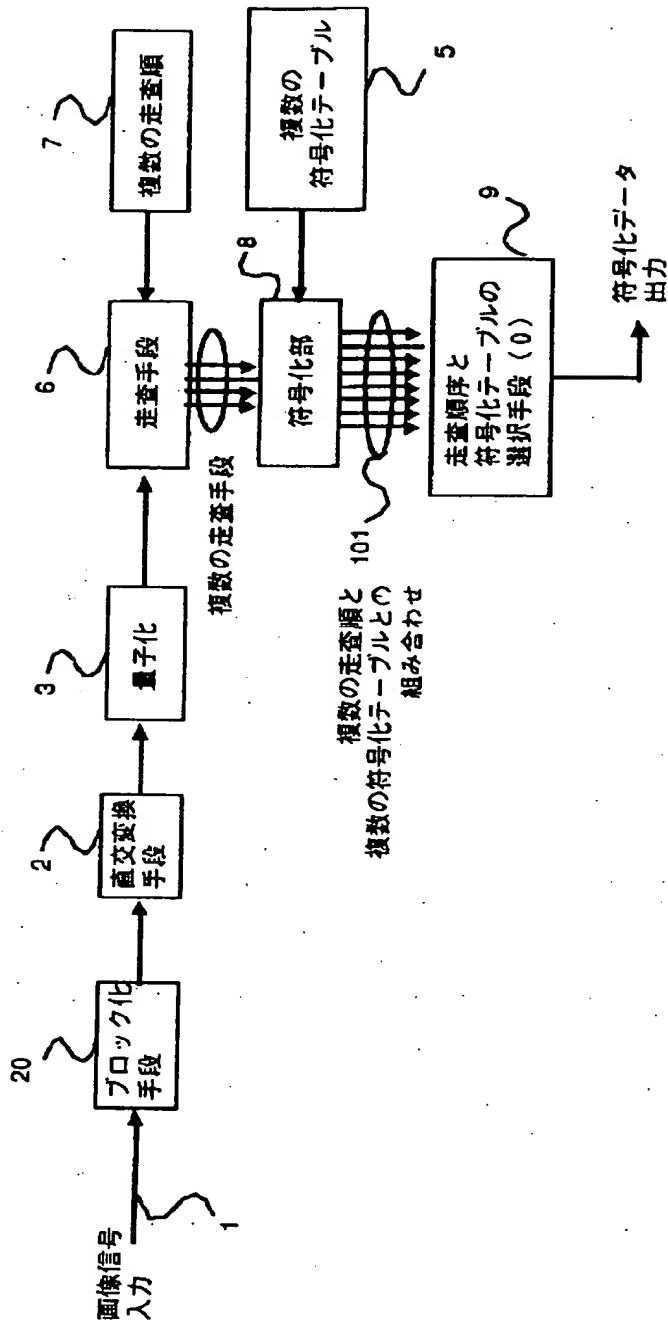 画像信号
入力
1
20
ブロック化
手段
2
直交変換
手段
3
量子化
6
走査手段
7
複数の走査順
複数の走査手段
8
符号化部
複数の
符号化テーブル
5
101
複数の走査順と
複数の符号化テーブルとの
組み合わせ
9
走査順序と
符号化テーブルの
選択手段(0)
符号化データ
出力